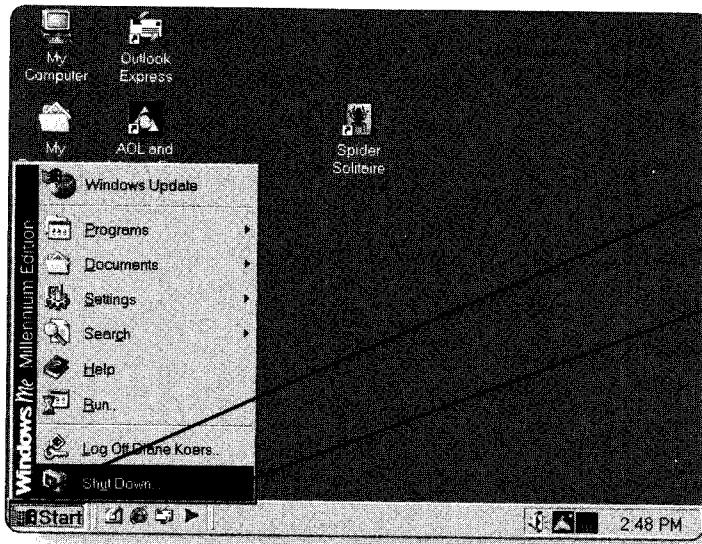 My
Computer
Outlook
Express
My
AOL and
Spider
Solitaire
Windows Update
Programs
Documents
Settings
Search
Help
Run...
Log Off Diane Koers...
Shut Down...
Windows Me Millennium Edition
Start
2:48 PM